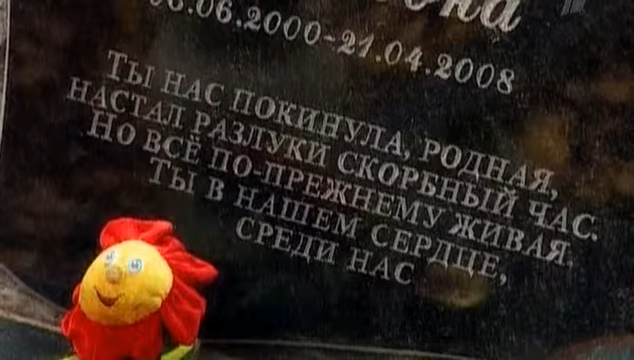 06.06.2000-21.04.2008
ТЫ НАС ПОКИНУЛА, РОДНАЯ,
НАСТАЛ РАЗЛУКИ СКОРБНЫЙ ЧАС.
НО ВСЁ ПО-ПРЕЖНЕМУ ЖИВАЯ.
ТЫ В НАШЕМ СЕРДЦЕ,
СРЕДИ НАС